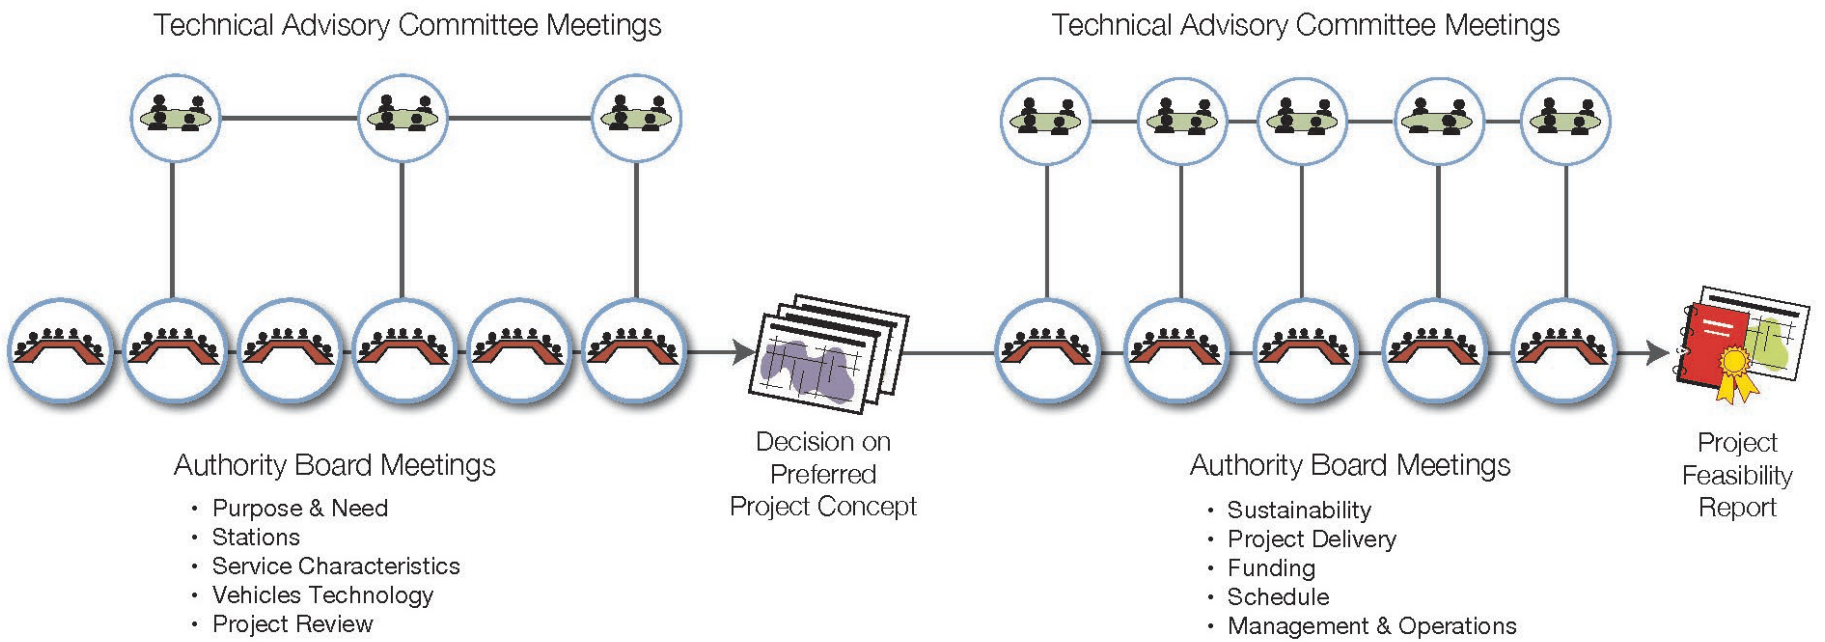 Technical Advisory Committee Meetings
Technical Advisory Committee Meetings
Decision on
Preferred
Project Concept
Project
Feasibility
Report
Authority Board Meetings
• Purpose & Need
• Stations
• Service Characteristics
• Vehicles Technology
• Project Review
Authority Board Meetings
• Sustainability
• Project Delivery
• Funding
• Schedule
• Management & Operations